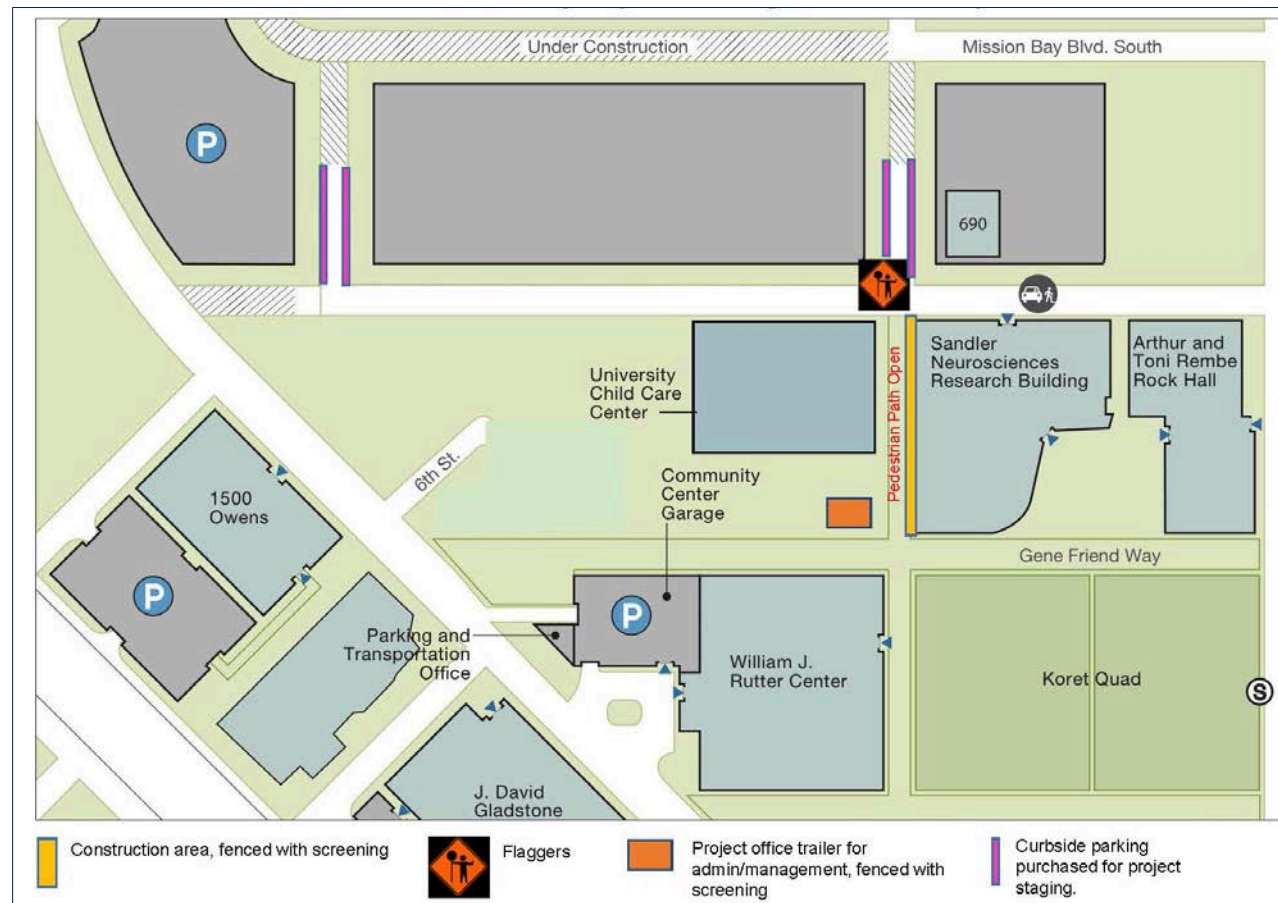 Under Construction
Mission Bay Blvd. South
P
690
University
Child Care
Center
Pedestrian Path Open
Sandler
Neurosciences
Research Building
Arthur and
Toni Rembe
Rock Hall
6th St.
Community
Center
Garage
1500
Owens
P
Gene Friend Way
P
Parking and
Transportation
Office
William J.
Rutter Center
Koret Quad
S
J. David
Gladstone
Construction area, fenced with screening
Flaggers
Project office trailer for
admin/management, fenced with
screening
Curbside parking
purchased for project
staging.